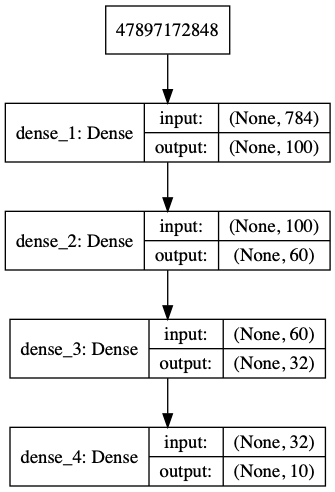 47897172848
dense_1: Dense
input: (None, 784)
output: (None, 100)
dense_2: Dense
input: (None, 100)
output: (None, 60)
dense_3: Dense
input: (None, 60)
output: (None, 32)
dense_4: Dense
input: (None, 32)
output: (None, 10)